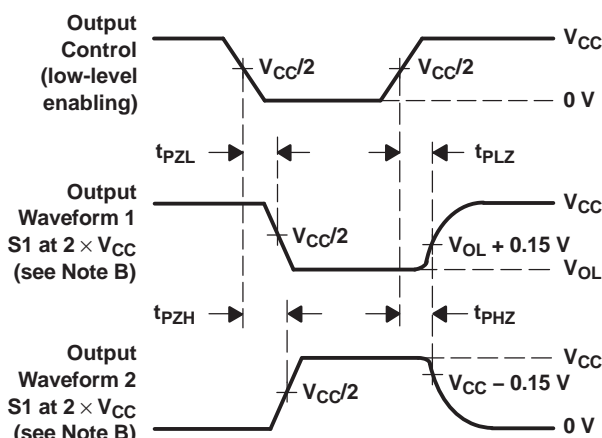 Output
Control
(low-level
enabling)
VCC/2
VCC/2
VCC
0 V
tPZL
tPLZ
Output
Waveform 1
S1 at 2 × VCC
(see Note B)
VCC/2
VCC
VOL + 0.15 V
VOL
tPZH
tPHZ
Output
Waveform 2
S1 at 2 × VCC
(see Note B)
VCC/2
VCC
VCC − 0.15 V
0 V